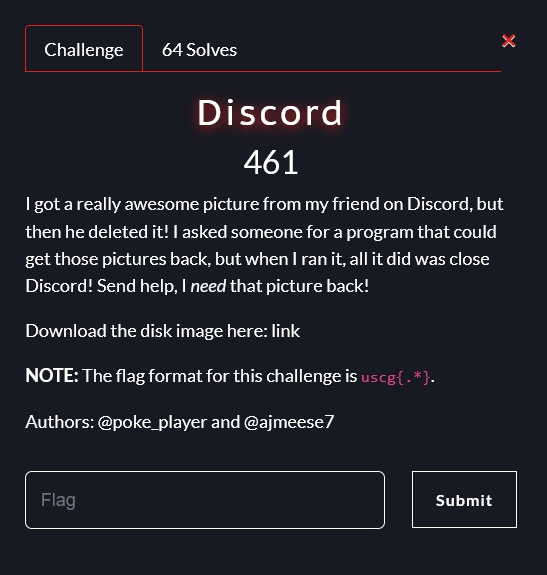 Challenge
64 Solves
Discord
461
I got a really awesome picture from my friend on Discord, but
then he deleted it! I asked someone for a program that could
get those pictures back, but when I ran it, all it did was close
Discord! Send help, I need that picture back!
Download the disk image here: link
NOTE: The flag format for this challenge is uscg{.*}.
Authors: @poke_player and @ajmeese7
Flag
Submit